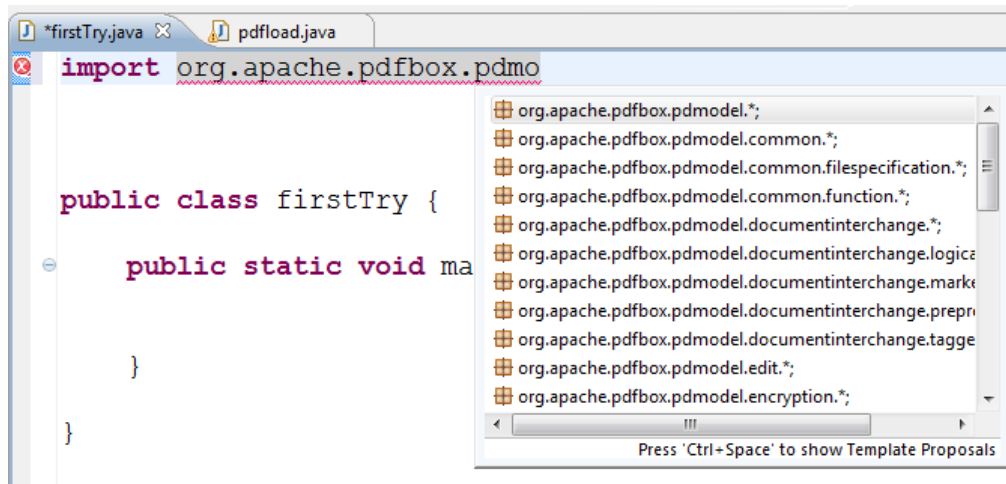 *firstTry.java pdfload.java
import org.apache.pdfbox.pdmo
org.apache.pdfbox.pdmodel.*;
org.apache.pdfbox.pdmodel.common.*;
org.apache.pdfbox.pdmodel.common.filespecification.*;
org.apache.pdfbox.pdmodel.common.function.*;
org.apache.pdfbox.pdmodel.documentinterchange.*;
org.apache.pdfbox.pdmodel.documentinterchange.logica
org.apache.pdfbox.pdmodel.documentinterchange.marke
org.apache.pdfbox.pdmodel.documentinterchange.prepre
org.apache.pdfbox.pdmodel.documentinterchange.tagge
org.apache.pdfbox.pdmodel.edit.*;
org.apache.pdfbox.pdmodel.encryption.*;
Press 'Ctrl+Space' to show Template Proposals
public class firstTry {
public static void ma
}
}